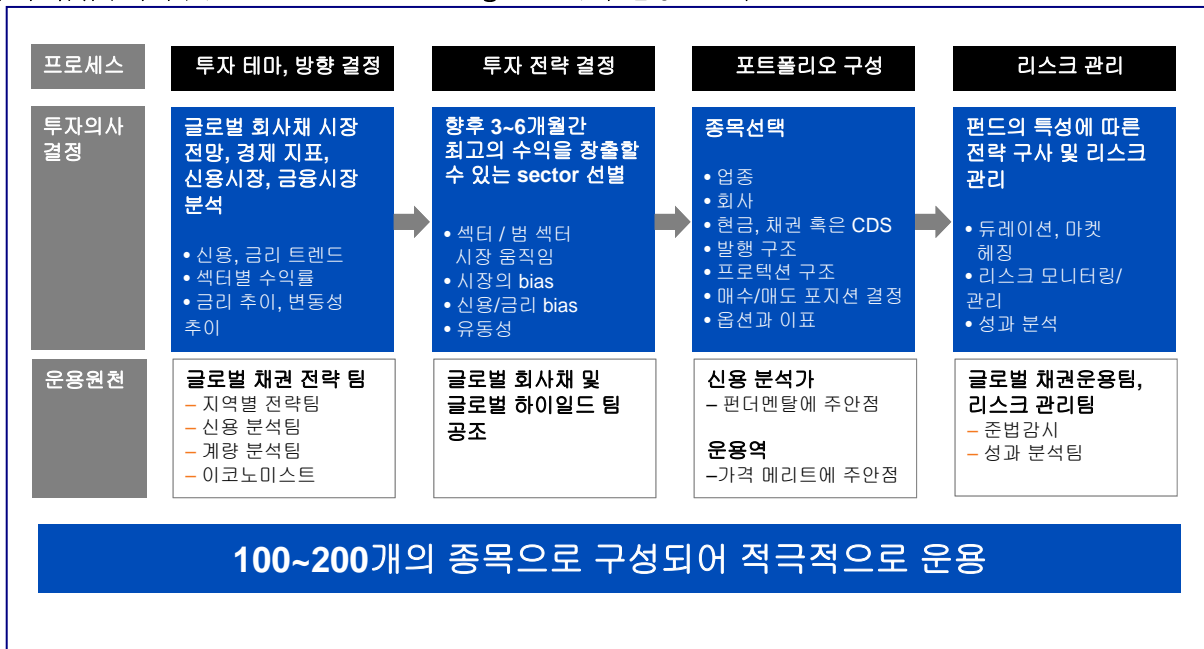 프로세스
투자 테마, 방향 결정
투자 전략 결정
포트폴리오 구성
리스크 관리
투자의사
결정
글로벌 회사채 시장
전망, 경제 지표,
신용시장, 금융시장
분석
• 신용, 금리 트렌드
• 섹터별 수익률
• 금리 추이, 변동성
추이
향후 3~6개월간
최고의 수익을 창출할
수 있는 sector 선별
• 섹터 / 범 섹터
시장 움직임
• 시장의 bias
• 신용/금리 bias
• 유동성
종목선택
• 업종
• 회사
• 현금, 채권 혹은 CDS
• 발행 구조
• 프로텍션 구조
• 매수/매도 포지션 결정
• 옵션과 이표
펀드의 특성에 따른
전략 구사 및 리스크
관리
• 듀레이션, 마켓
헤징
• 리스크 모니터링/
관리
• 성과 분석
운용원천
글로벌 채권 전략 팀
– 지역별 전략팀
– 신용 분석팀
– 계량 분석팀
– 이코노미스트
글로벌 회사채 및
글로벌 하이일드 팀
공조
신용 분석가
– 펀더멘탈에 주안점
운용역
–가격 메리트에 주안점
글로벌 채권운용팀,
리스크 관리팀
– 준법감시
– 성과 분석팀
100~200개의 종목으로 구성되어 적극적으로 운용